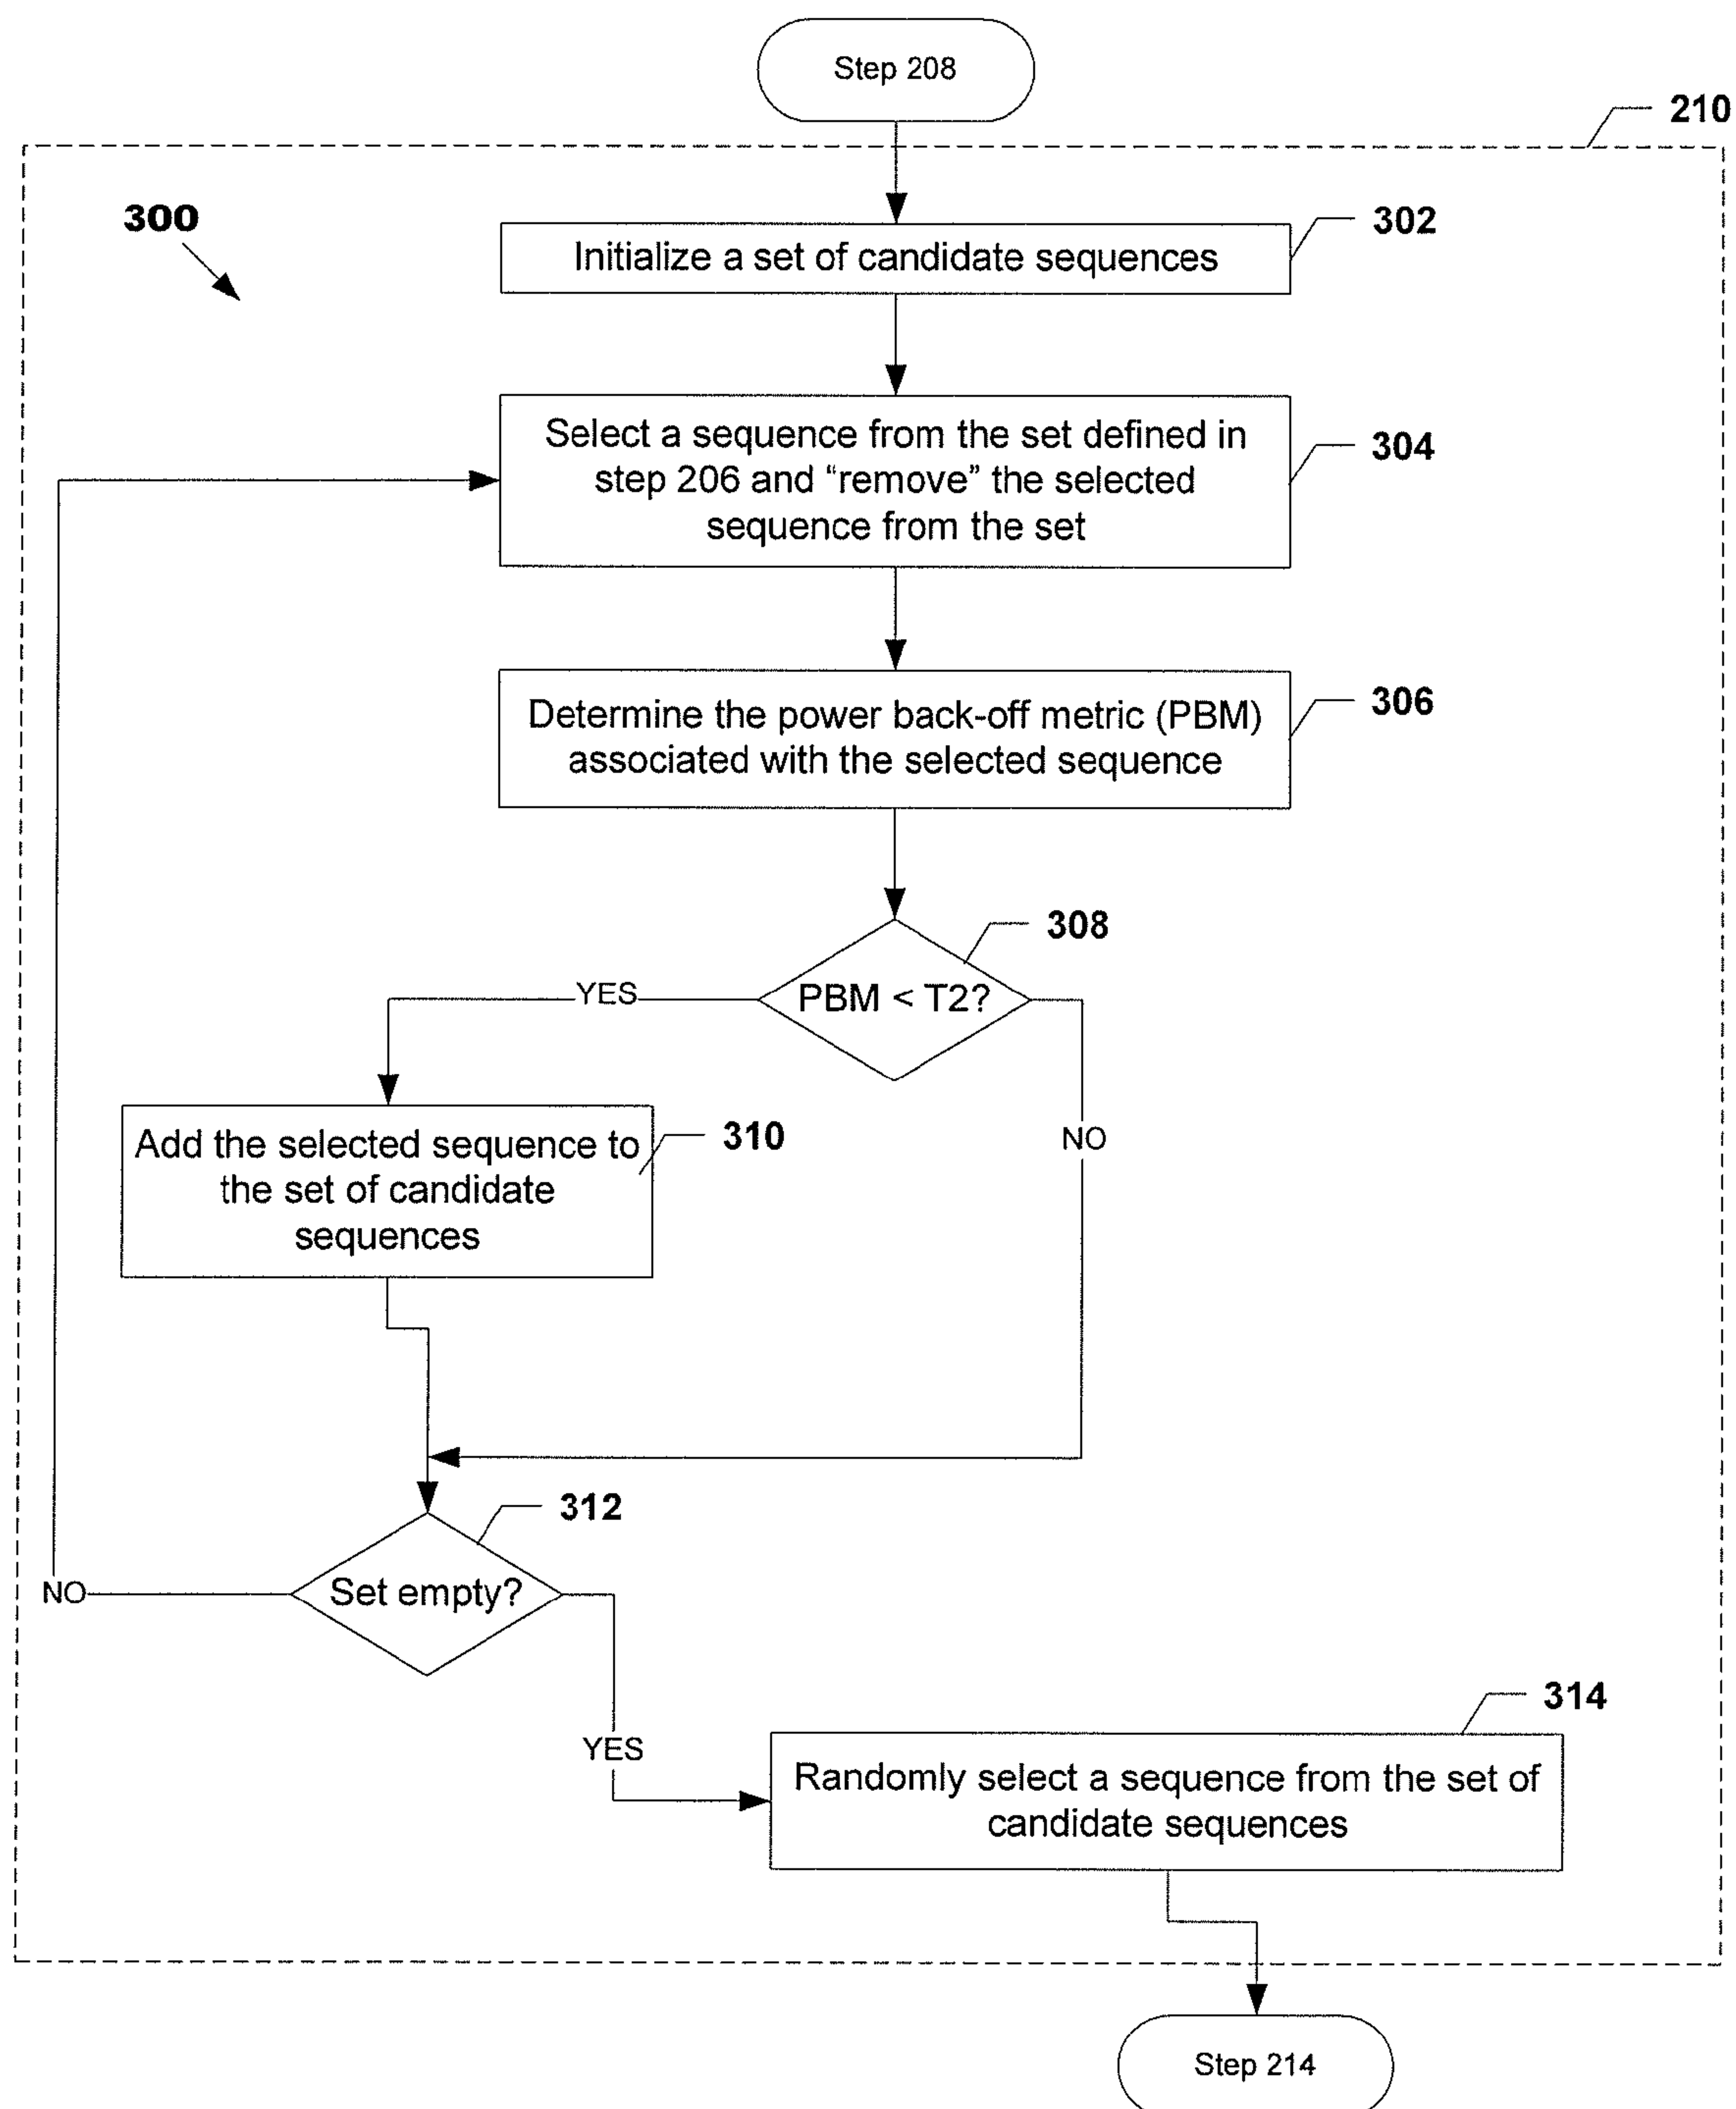 Step 208
210
300
302
Initialize a set of candidate sequences
304
Select a sequence from the set defined in
step 206 and “remove” the selected
sequence from the set
306
Determine the power back-off metric (PBM)
associated with the selected sequence
308
PBM < T2?
YES
NO
310
Add the selected sequence to
the set of candidate
sequences
312
Set empty?
NO
YES
314
Randomly select a sequence from the set of
candidate sequences
Step 214